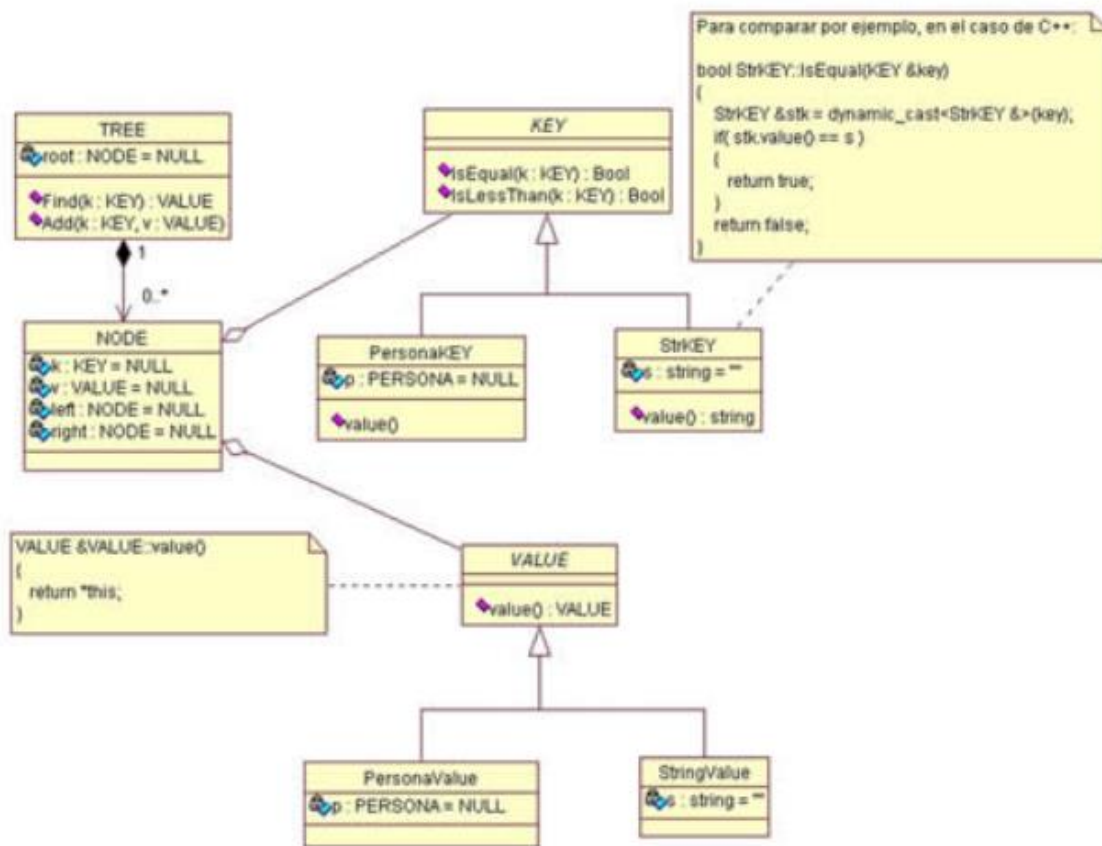 Para comparar por ejemplo, en el caso de C++:
bool StrKEY::IsEqual(KEY &key)
{
StrKEY &stk = dynamic_cast<StrKEY &>(key);
if( stk.value() == s )
{
return true;
}
return false;
}
TREE
root : NODE = NULL
Find(k : KEY) : VALUE
Add(k : KEY, v : VALUE)
1
0..*
KEY
IsEqual(k : KEY) : Bool
IsLessThan(k : KEY) : Bool
NODE
k : KEY = NULL
v : VALUE = NULL
left : NODE = NULL
right : NODE = NULL
PersonaKEY
p : PERSONA = NULL
value()
StrKEY
s : string = ""
value() : string
VALUE &VALUE::value()
{
return *this;
}
VALUE
value() : VALUE
PersonaValue
p : PERSONA = NULL
StringValue
s : string = ""